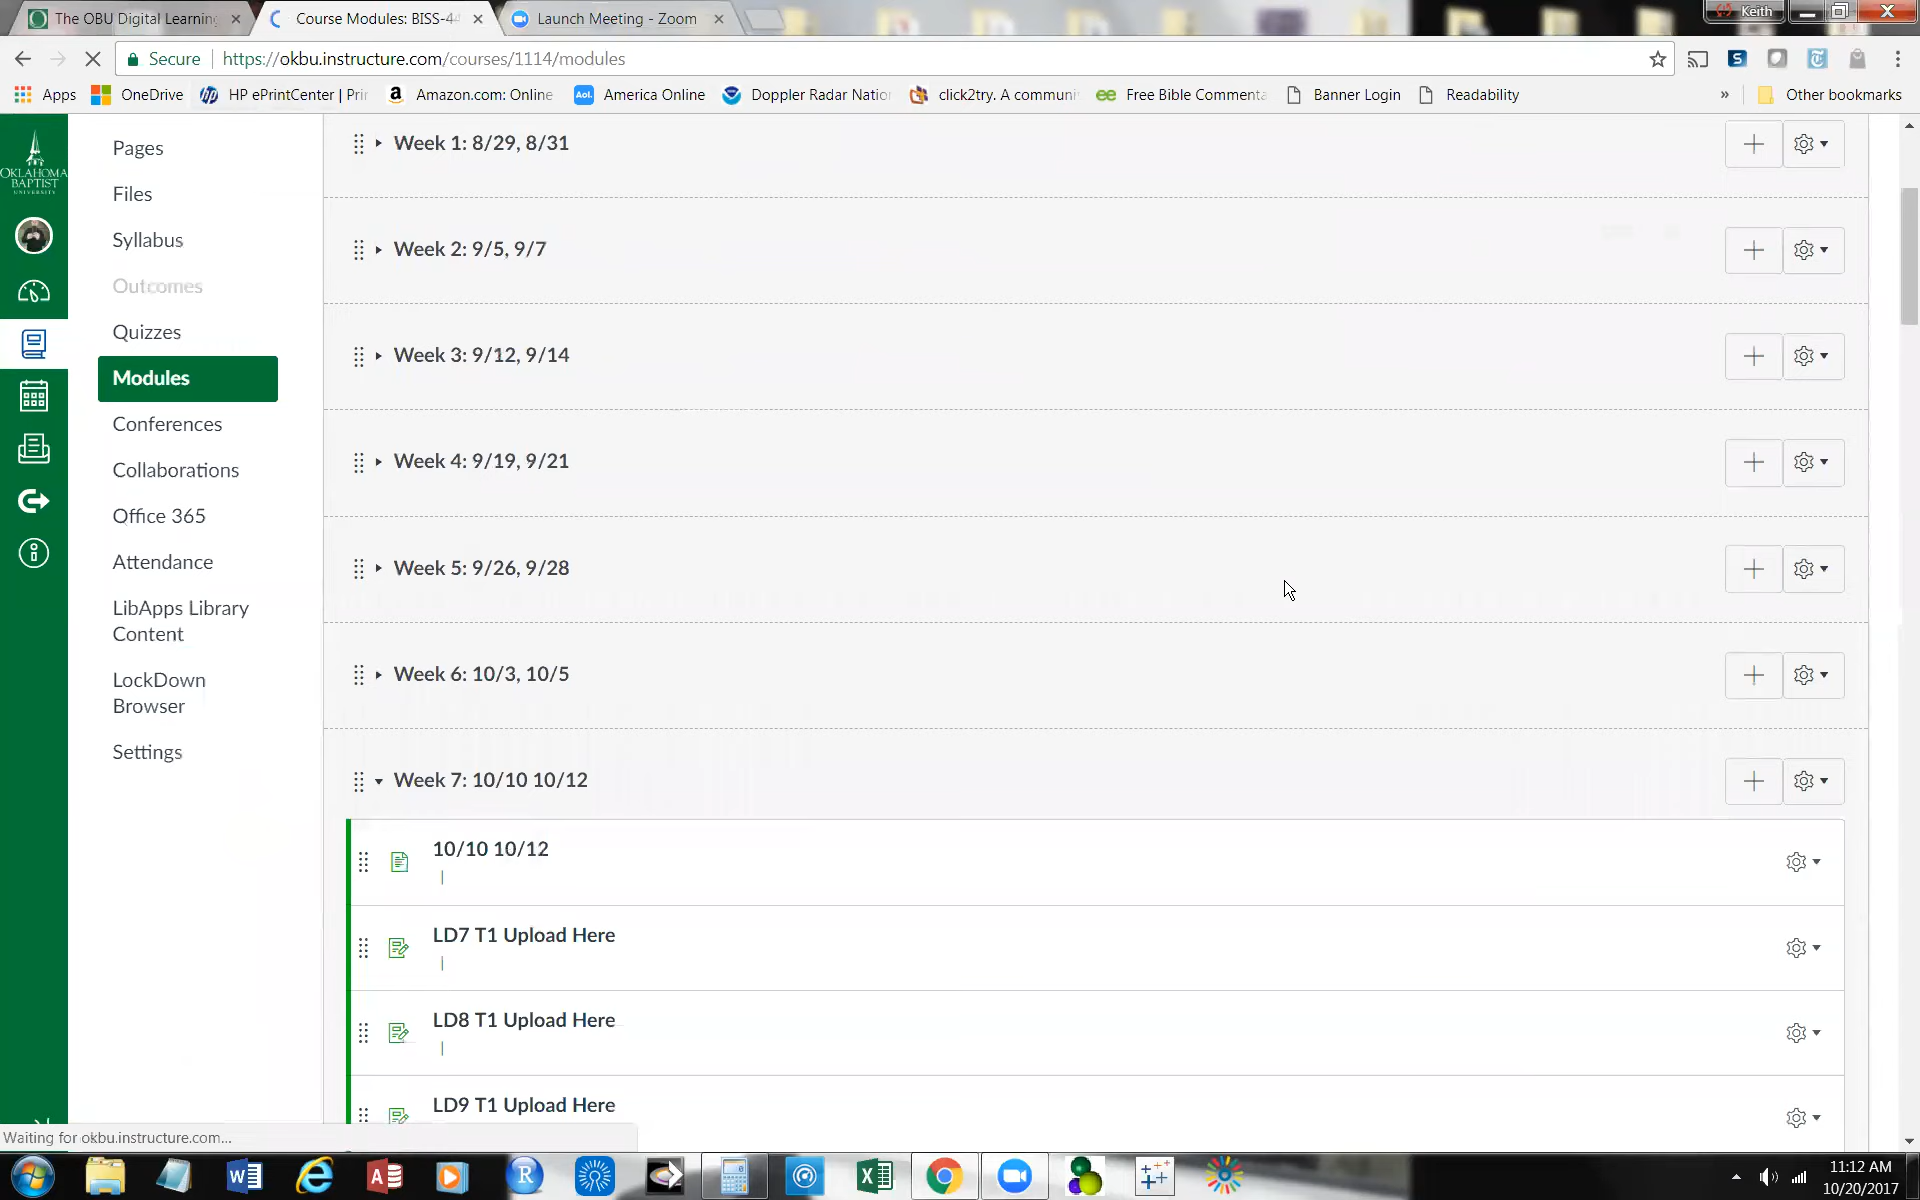 The OBU Digital Learnin
Course Modules: BISS-44
Launch Meeting - Zoom
Keith
Secure
https://okbu.instructure.com/courses/1114/modules
Apps
OneDrive
HP ePrintCenter | Prin
Amazon.com: Online
America Online
Doppler Radar Natio
click2try. A communi
Free Bible Commenta
Banner Login
Readability
»
Other bookmarks
OKLAHOMA
BAPTIST
UNIVERSITY
Pages
Files
Syllabus
Outcomes
Quizzes
Modules
Conferences
Collaborations
Office 365
Attendance
LibApps Library
Content
LockDown
Browser
Settings
Week 1: 8/29, 8/31
Week 2: 9/5, 9/7
Week 3: 9/12, 9/14
Week 4: 9/19, 9/21
Week 5: 9/26, 9/28
Week 6: 10/3, 10/5
Week 7: 10/10 10/12
10/10 10/12
|
LD7 T1 Upload Here
|
LD8 T1 Upload Here
|
LD9 T1 Upload Here
Waiting for okbu.instructure.com...
11:12 AM
10/20/2017